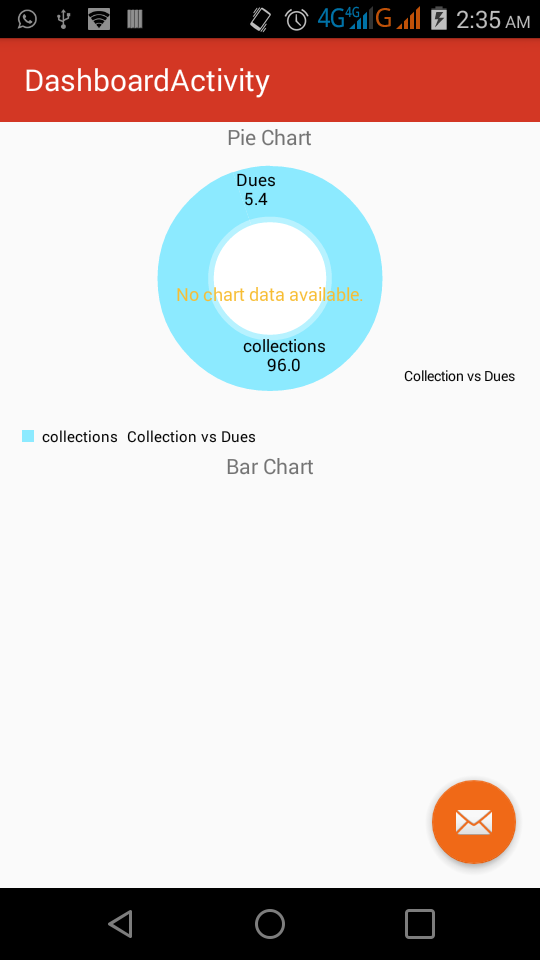 4G 4G G 2:35 AM
DashboardActivity
Pie Chart
Dues
5.4
No chart data available.
collections
96.0
Collection vs Dues
collections Collection vs Dues
Bar Chart